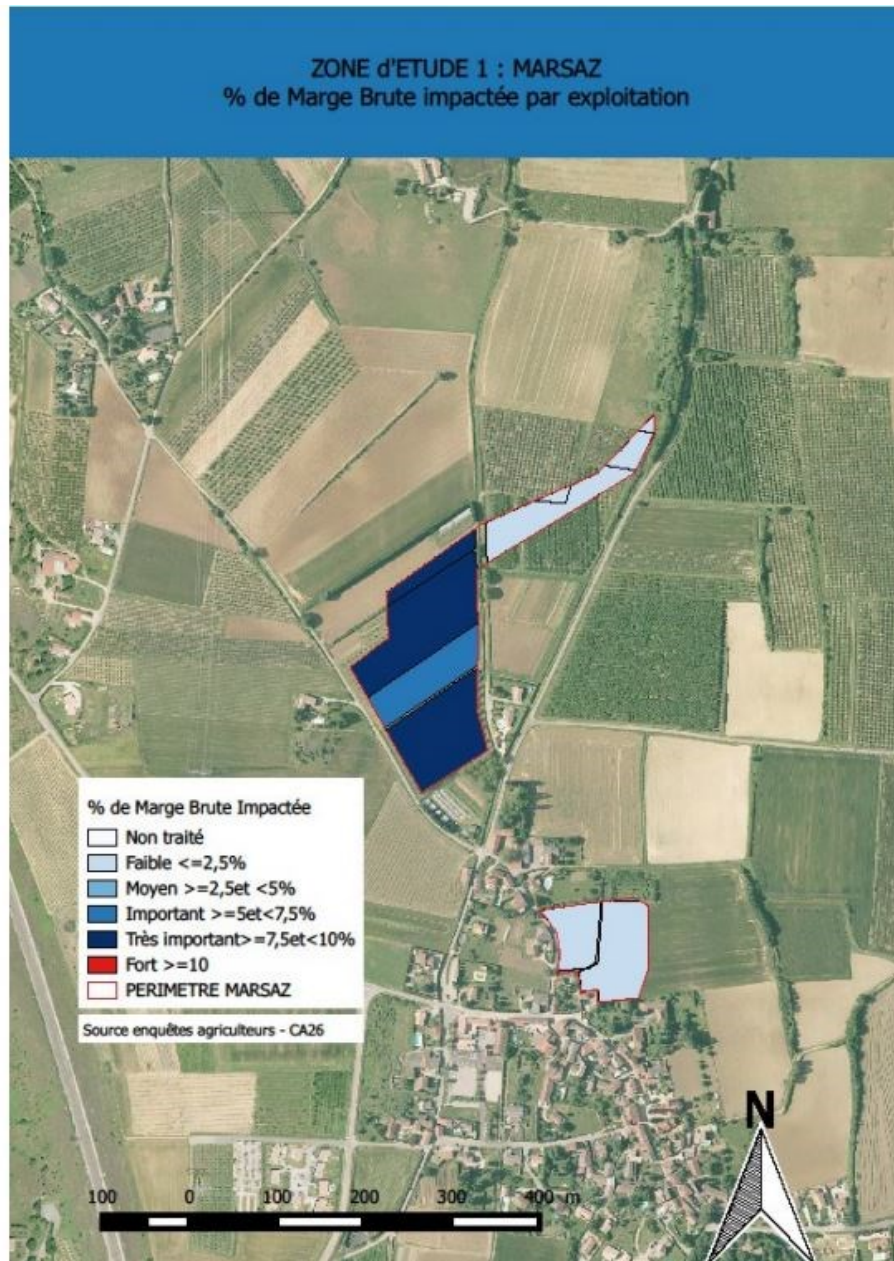 ZONE d'ETUDE 1 : MARSAZ
% de Marge Brute impactée par exploitation
% de Marge Brute Impactée
Non traité
Faible <=2,5%
Moyen >=2,5et <5%
Important >=5et<7,5%
Très important>=7,5et<10%
Fort >=10
PERIMETRE MARSAZ
Source enquêtes agriculteurs - CA26
N
100 0 100 200 300 400 m